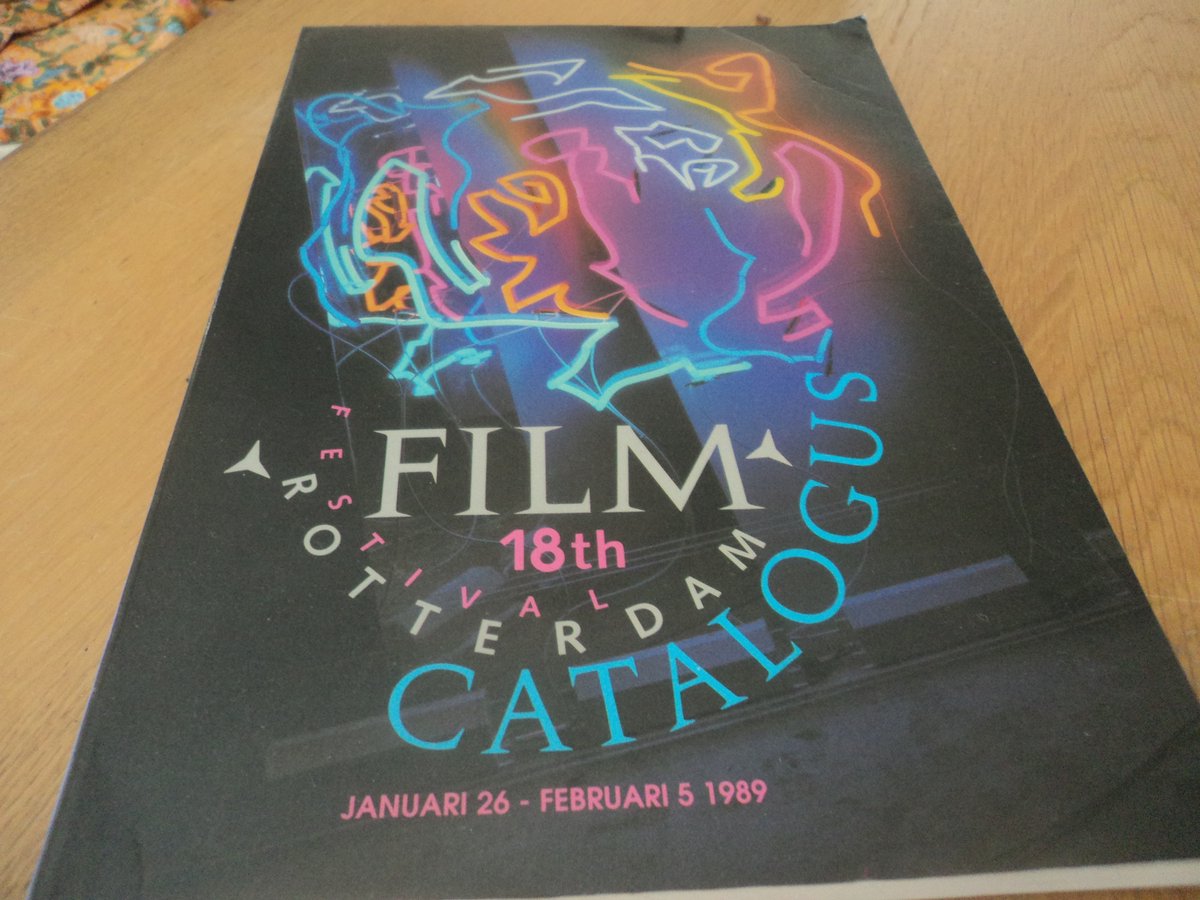 FILM
18th
FESTIVAL
ROTTERDAM
CATALOGUS
JANUARI 26 - FEBRUARI 5 1989